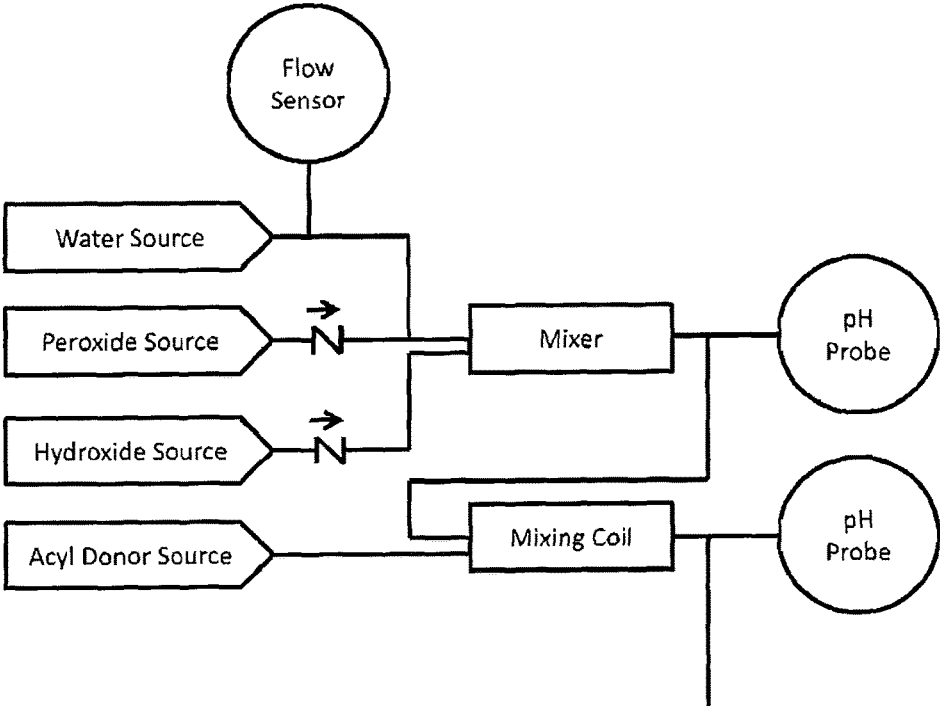 Flow
Sensor
Water Source
Peroxide Source
Mixer
pH
Probe
Hydroxide Source
Acyl Donor Source
Mixing Coil
pH
Probe